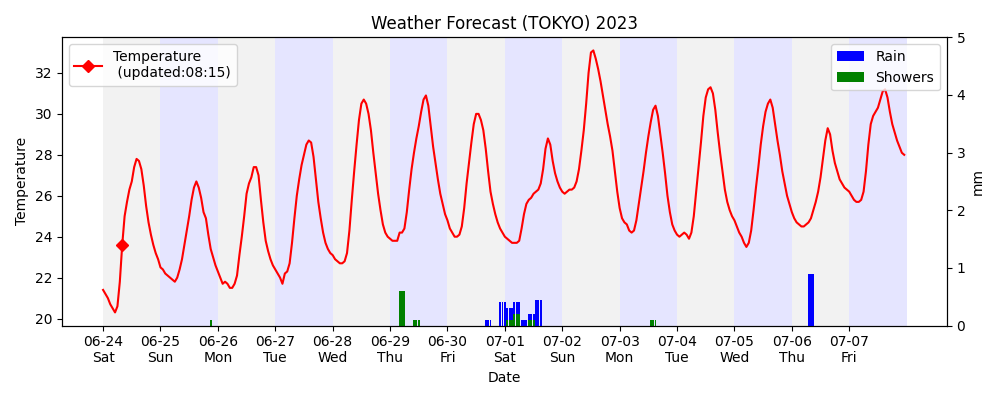 Weather Forecast (TOKYO) 2023
Temperature
(updated:08:15)
Rain
Showers
Temperature
32
30
28
26
24
22
20
5
4
3
2
1
0
mm
06-24 06-25 06-26 06-27 06-28 06-29 06-30 07-01 07-02 07-03 07-04 07-05 07-06 07-07
Sat Sun Mon Tue Wed Thu Fri Sat Sun Mon Tue Wed Thu Fri
Date